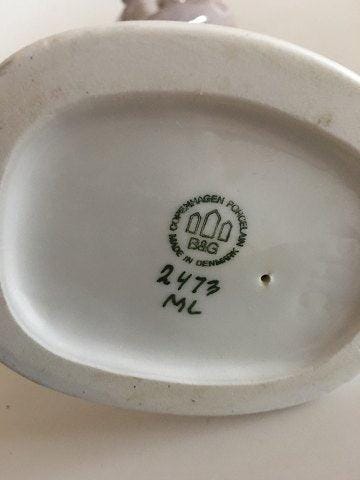 COPENHAGEN PORCELAIN
MADE IN DENMARK
B&G
2473
ML